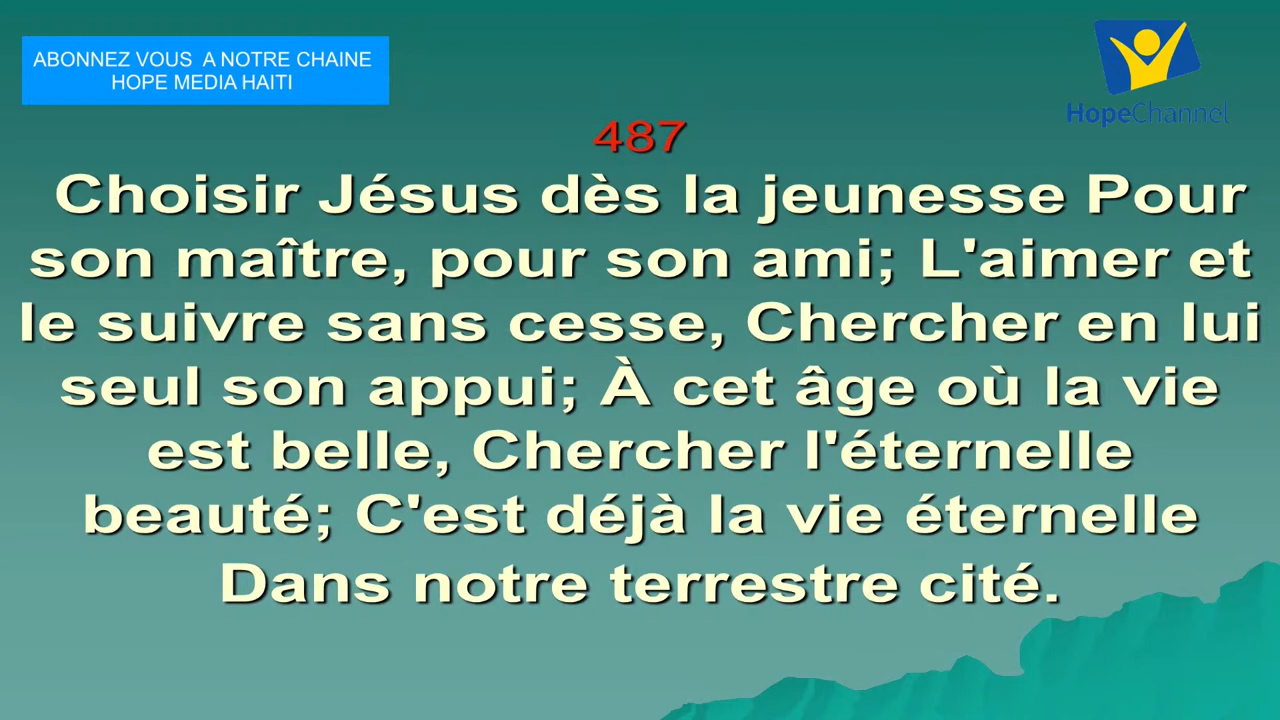 ABONNEZ VOUS A NOTRE CHAINE
HOPE MEDIA HAITI
HopeChannel
487
Choisir Jésus dès la jeunesse Pour
son maître, pour son ami; L'aimer et
le suivre sans cesse, Chercher en lui
seul son appui; À cet âge où la vie
est belle, Chercher l'éternelle
beauté; C'est déjà la vie éternelle
Dans notre terrestre cité.